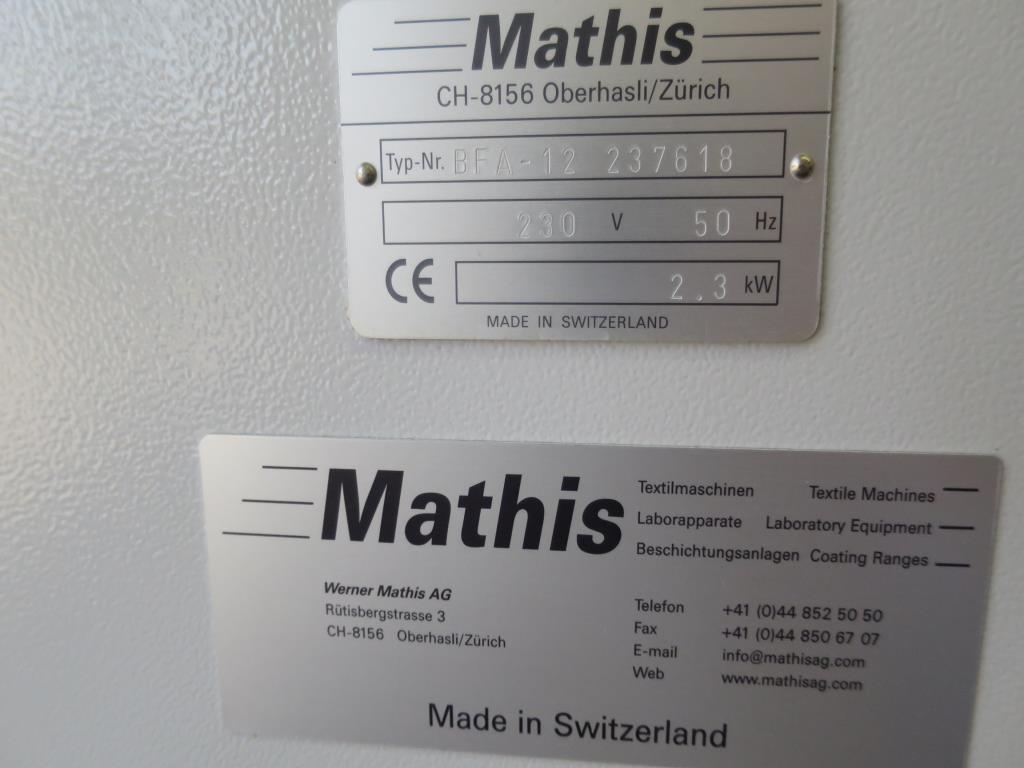 Mathis
CH-8156 Oberhasli/Zürich
Typ-Nr. BFA-12 237618
230 V 50 Hz
CE 2.3 kW
MADE IN SWITZERLAND
Mathis
Textilmaschinen Textile Machines
Laborapparate Laboratory Equipment
Beschichtungsanlagen Coating Ranges
Werner Mathis AG
Rütisbergstrasse 3
CH-8156 Oberhasli/Zürich
Telefon +41 (0)44 852 50 50
Fax +41 (0)44 850 67 07
E-mail info@mathisag.com
Web www.mathisag.com
Made in Switzerland